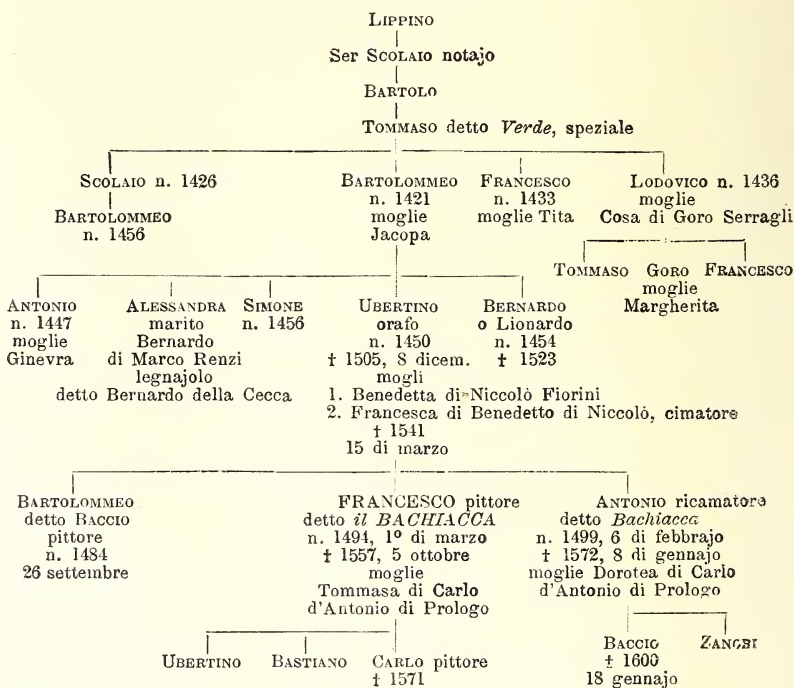 LIPPINO
Ser SCOLAIO notajo
BARTOLO
TOMMASO detto Verde, speziale
SCOLAIO n. 1426
BARTOLOMMEO
n. 1456
BARTOLOMMEO
n. 1421
moglie
Jacopa
FRANCESCO
n. 1433
moglie Tita
LODOVICO n. 1436
moglie
Cosa di Goro Serragli
TOMMASO GORO FRANCESCO
moglie
Margherita
ANTONIO
n. 1447
moglie
Ginevra
ALESSANDRA
marito
Bernardo
di Marco Renzi
legnajolo
detto Bernardo della Cecca
SIMONE
n. 1456
UBERTINO
orafo
n. 1450
† 1505, 8 dicem.
mogli
1. Benedetta di Niccolò Fiorini
2. Francesca di Benedetto di Niccolò, cimatore
† 1541
15 di marzo
BERNARDO
o Lionardo
n. 1454
† 1523
BARTOLOMMEO
detto BACCIO
pittore
n. 1484
26 settembre
FRANCESCO pittore
detto il BACHIACCA
n. 1494, 1º di marzo
† 1557, 5 ottobre
moglie
Tommasa di Carlo
d'Antonio di Prologo
ANTONIO ricamatore
detto Bachiacca
n. 1499, 6 di febbrajo
† 1572, 8 di gennajo
moglie Dorotea di Carlo
d'Antonio di Prologo
UBERTINO BASTIANO CARLO pittore
† 1571
BACCIO
† 1600
18 gennajo
ZANOBI